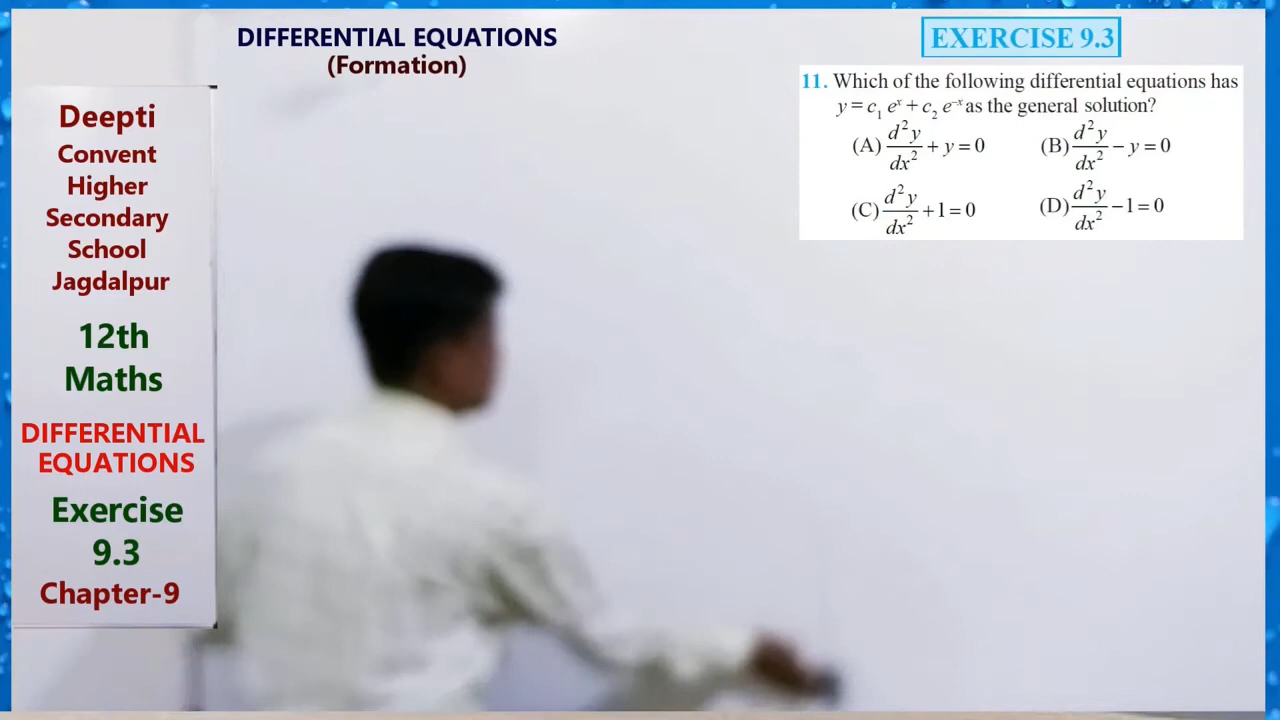 DIFFERENTIAL EQUATIONS
(Formation)
EXERCISE 9.3
11. Which of the following differential equations has
y = c₁ eˣ + c₂ e⁻ˣ as the general solution?
(A) d²y/dx² + y = 0 (B) d²y/dx² − y = 0
(C) d²y/dx² + 1 = 0 (D) d²y/dx² − 1 = 0
Deepti
Convent
Higher
Secondary
School
Jagdalpur
12th
Maths
DIFFERENTIAL
EQUATIONS
Exercise
9.3
Chapter-9